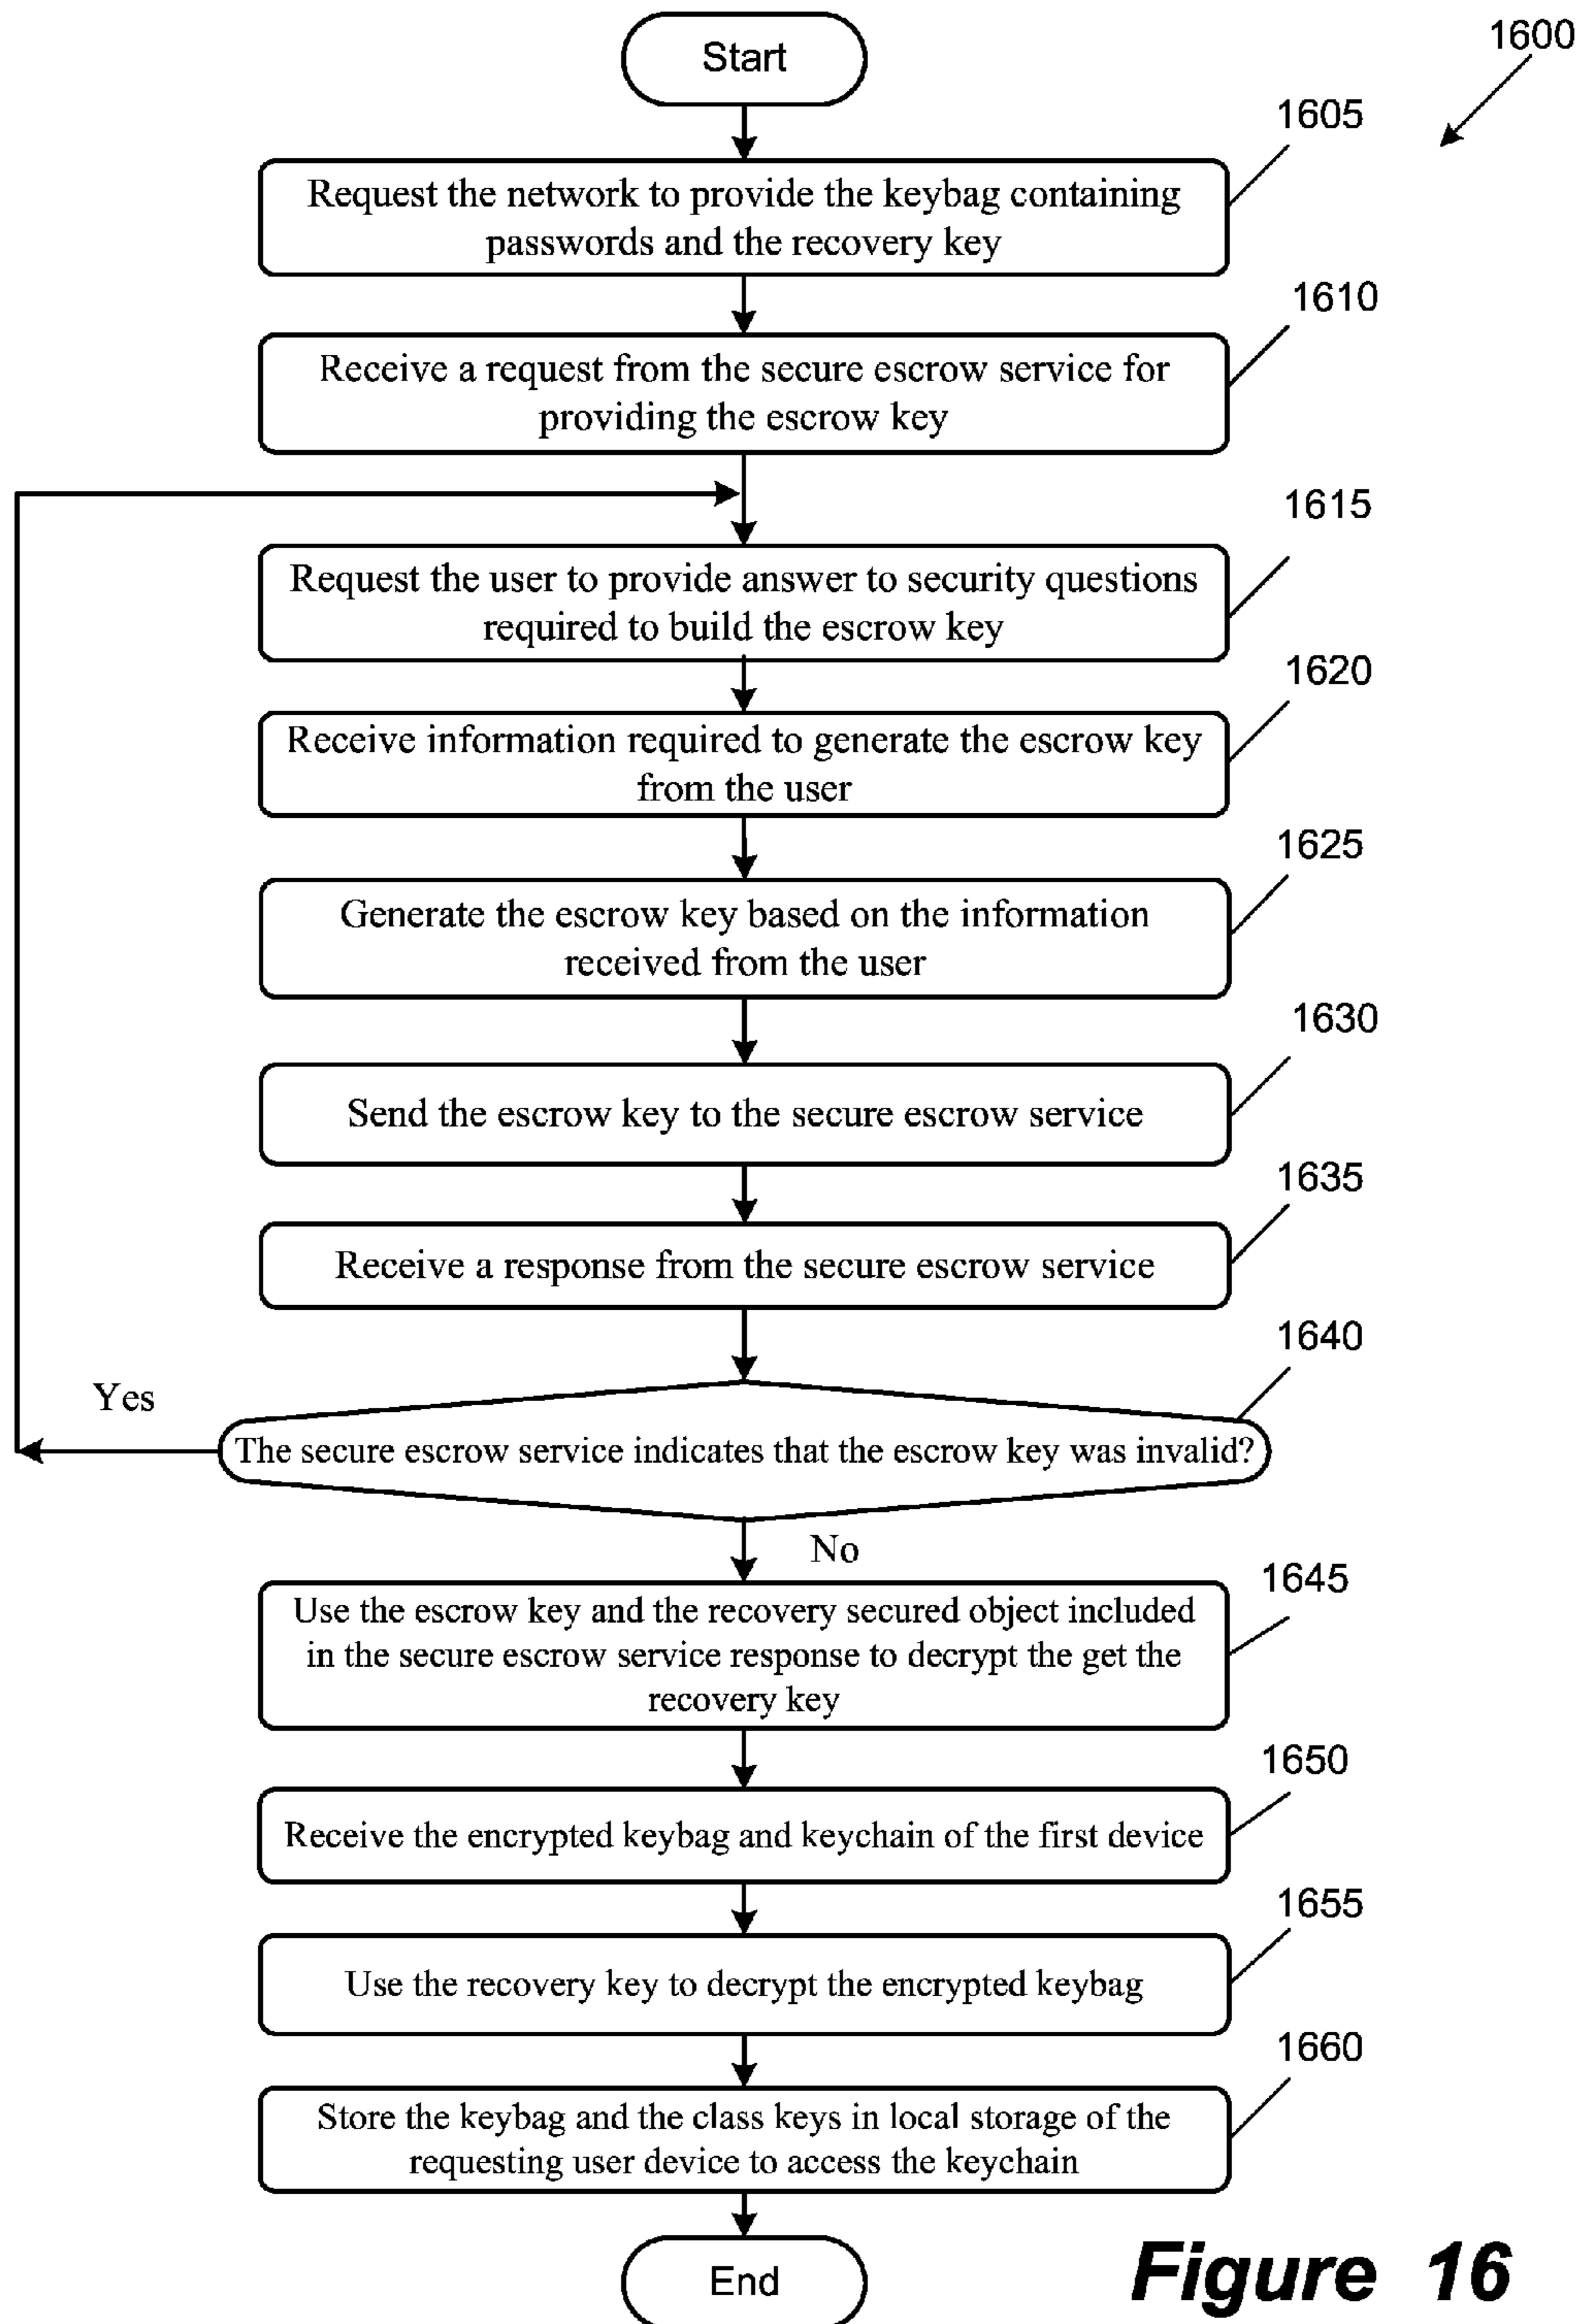 Start
1600
1605
Request the network to provide the keybag containing
passwords and the recovery key
1610
Receive a request from the secure escrow service for
providing the escrow key
1615
Request the user to provide answer to security questions
required to build the escrow key
1620
Receive information required to generate the escrow key
from the user
1625
Generate the escrow key based on the information
received from the user
1630
Send the escrow key to the secure escrow service
1635
Receive a response from the secure escrow service
1640
Yes
The secure escrow service indicates that the escrow key was invalid?
No
1645
Use the escrow key and the recovery secured object included
in the secure escrow service response to decrypt the get the
recovery key
1650
Receive the encrypted keybag and keychain of the first device
1655
Use the recovery key to decrypt the encrypted keybag
1660
Store the keybag and the class keys in local storage of the
requesting user device to access the keychain
End
Figure 16